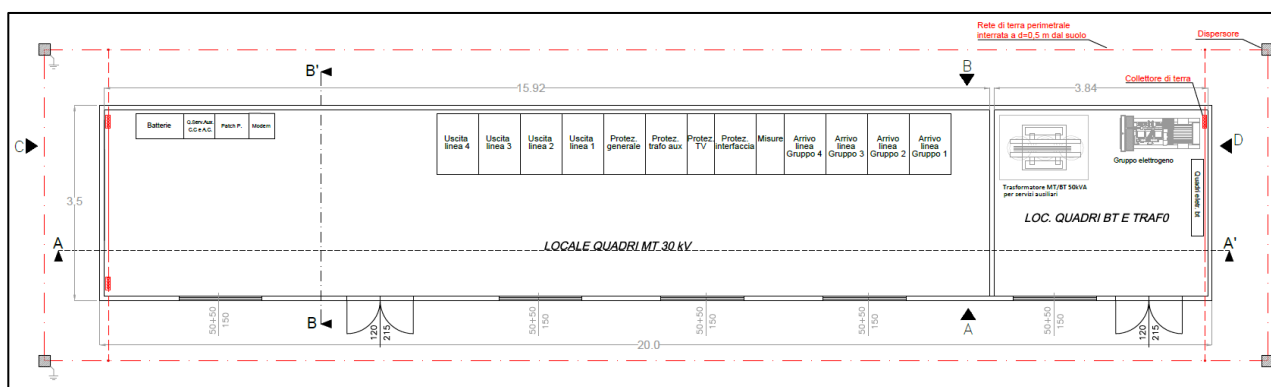 Rete di terra perimetrale
interrata a d=0,5 m dal suolo
Dispersore
B'
B
15.92
3.84
Collettore di terra
Batterie
Q.Serv.Aus.
C.C e A.C.
Patch P.
Modem
Uscita
linea 4
Uscita
linea 3
Uscita
linea 2
Uscita
linea 1
Protez.
generale
Protez.
trafo aux
Protez.
TV
Protez.
interfaccia
Misure
Arrivo
linea
Gruppo 4
Arrivo
linea
Gruppo 3
Arrivo
linea
Gruppo 2
Arrivo
linea
Gruppo 1
C
D
Gruppo elettrogeno
Trasformatore MT/BT 50kVA
per servizi ausiliari
Quadri elettr. bt
3.5
LOC. QUADRI BT E TRAFO
A
LOCALE QUADRI MT 30 kV
A'
50+50
150
B
120
215
50+50
150
50+50
150
50+50
150
A
50+50
150
120
215
20.0